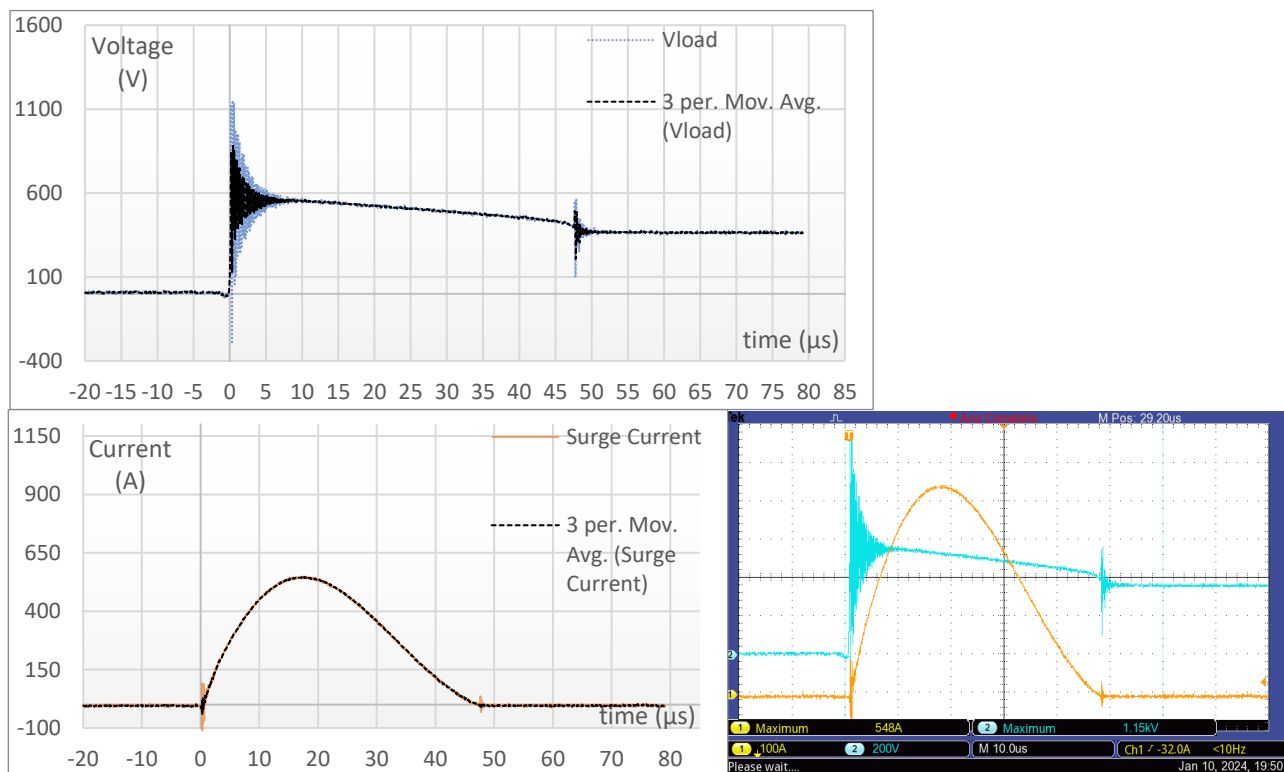 1600
Voltage
(V)
Vload
1100
3 per. Mov. Avg.
(Vload)
600
100
time (µs)
-400
-20 -15 -10 -5 0 5 10 15 20 25 30 35 40 45 50 55 60 65 70 75 80 85
1150
Current
(A)
Surge Current
900
3 per. Mov.
Avg. (Surge
Current)
650
400
150
time (µs)
-100
-20 -10 0 10 20 30 40 50 60 70 80
M Pos: 29.20us
T
2
1
1 Maximum 548A 2 Maximum 1.15kV
1 100A 2 200V M 10.0us Ch1 -32.0A <10Hz
Please wait.... Jan 10, 2024, 19:50